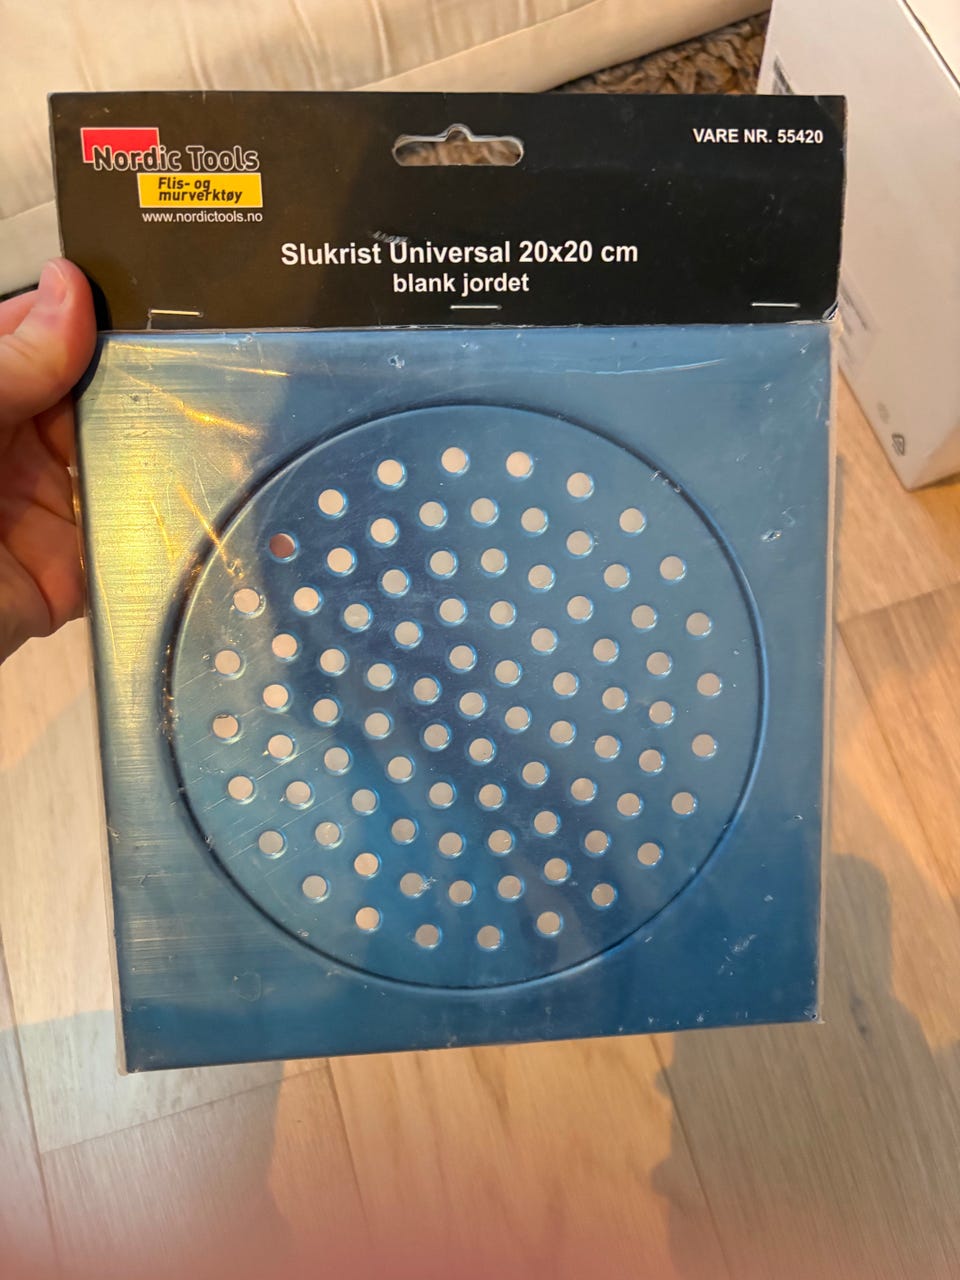 Nordic Tools
Flis- og
murverktøy
www.nordictools.no
VARE NR. 55420
Slukrist Universal 20x20 cm
blank jordet